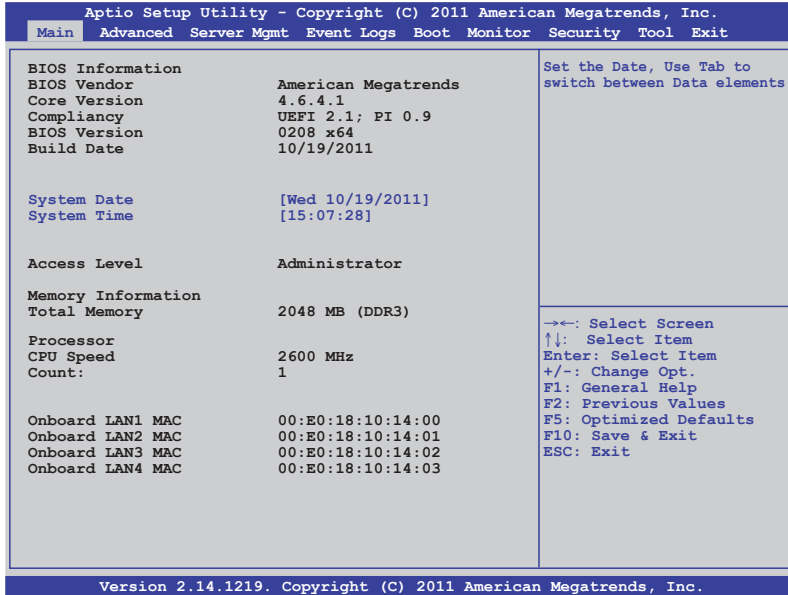 Aptio Setup Utility - Copyright (C) 2011 American Megatrends, Inc.
Main Advanced Server Mgmt Event Logs Boot Monitor Security Tool Exit
BIOS Information
BIOS Vendor American Megatrends
Core Version 4.6.4.1
Compliancy UEFI 2.1; PI 0.9
BIOS Version 0208 x64
Build Date 10/19/2011
System Date [Wed 10/19/2011]
System Time [15:07:28]
Access Level Administrator
Memory Information
Total Memory 2048 MB (DDR3)
Processor
CPU Speed 2600 MHz
Count: 1
Onboard LAN1 MAC 00:E0:18:10:14:00
Onboard LAN2 MAC 00:E0:18:10:14:01
Onboard LAN3 MAC 00:E0:18:10:14:02
Onboard LAN4 MAC 00:E0:18:10:14:03
Set the Date, Use Tab to
switch between Data elements
→←: Select Screen
↑↓: Select Item
Enter: Select Item
+/-: Change Opt.
F1: General Help
F2: Previous Values
F5: Optimized Defaults
F10: Save & Exit
ESC: Exit
Version 2.14.1219. Copyright (C) 2011 American Megatrends, Inc.